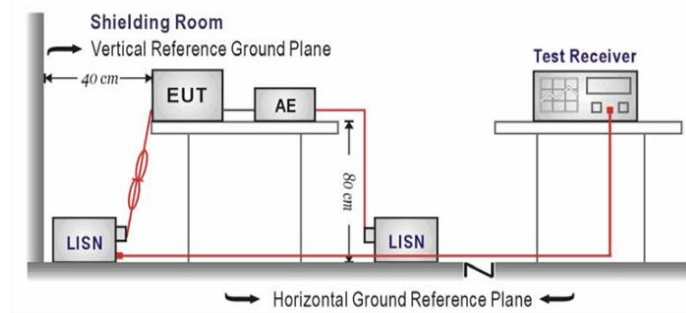 Shielding Room
Vertical Reference Ground Plane
Test Receiver
40 cm
EUT
AE
80 cm
LISN
LISN
Horizontal Ground Reference Plane